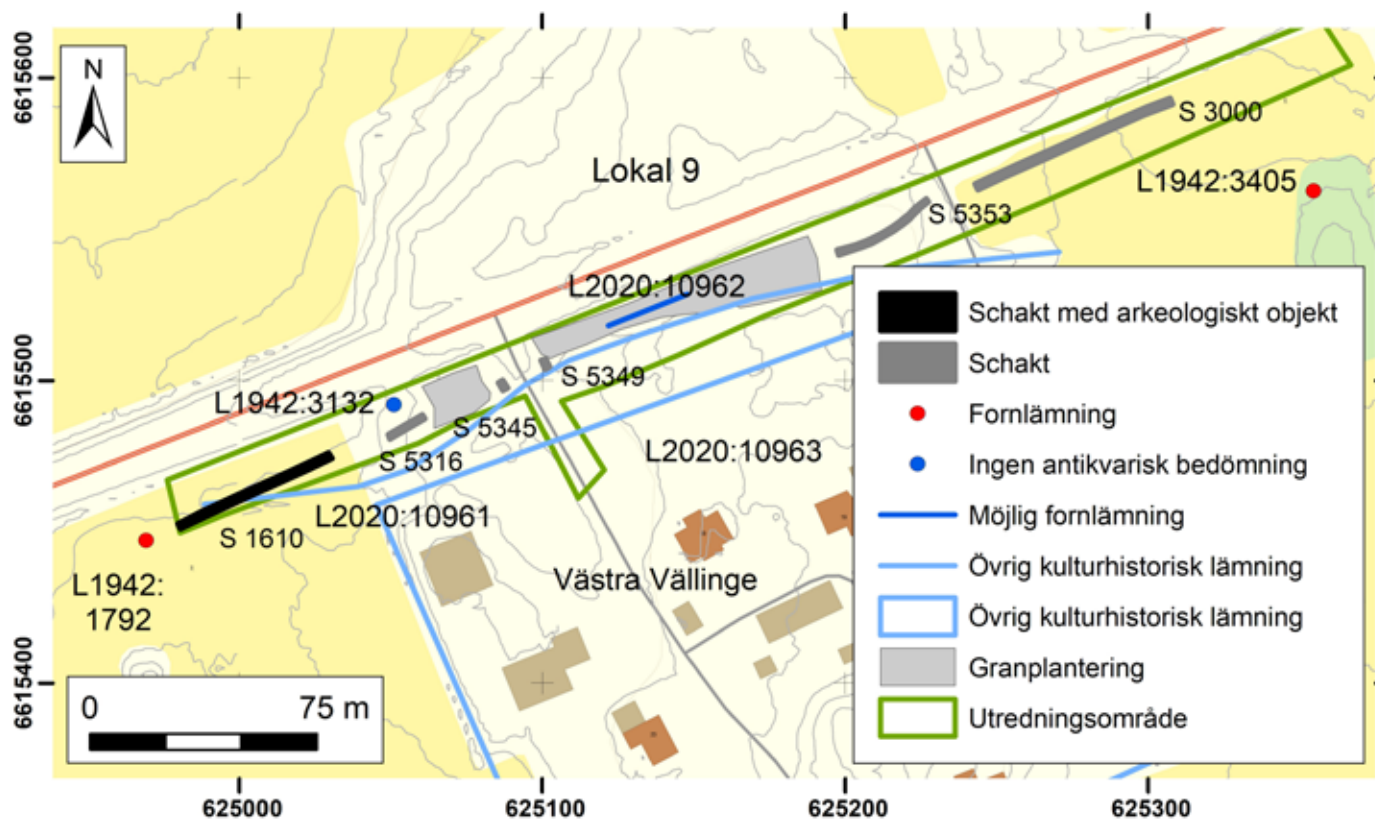 6615600
N
S 3000
Lokal 9
L1942:3405
S 5353
L2020:10962
6615500
S 5349
L1942:3132
S 5345
S 5316
L2020:10963
L2020:10961
S 1610
Västra Vällinge
L1942:
1792
6615400
0 75 m
Schakt med arkeologiskt objekt
Schakt
Fornlämning
Ingen antikvarisk bedömning
Möjlig fornlämning
Övrig kulturhistorisk lämning
Övrig kulturhistorisk lämning
Granplantering
Utredningsområde
625000 625100 625200 625300